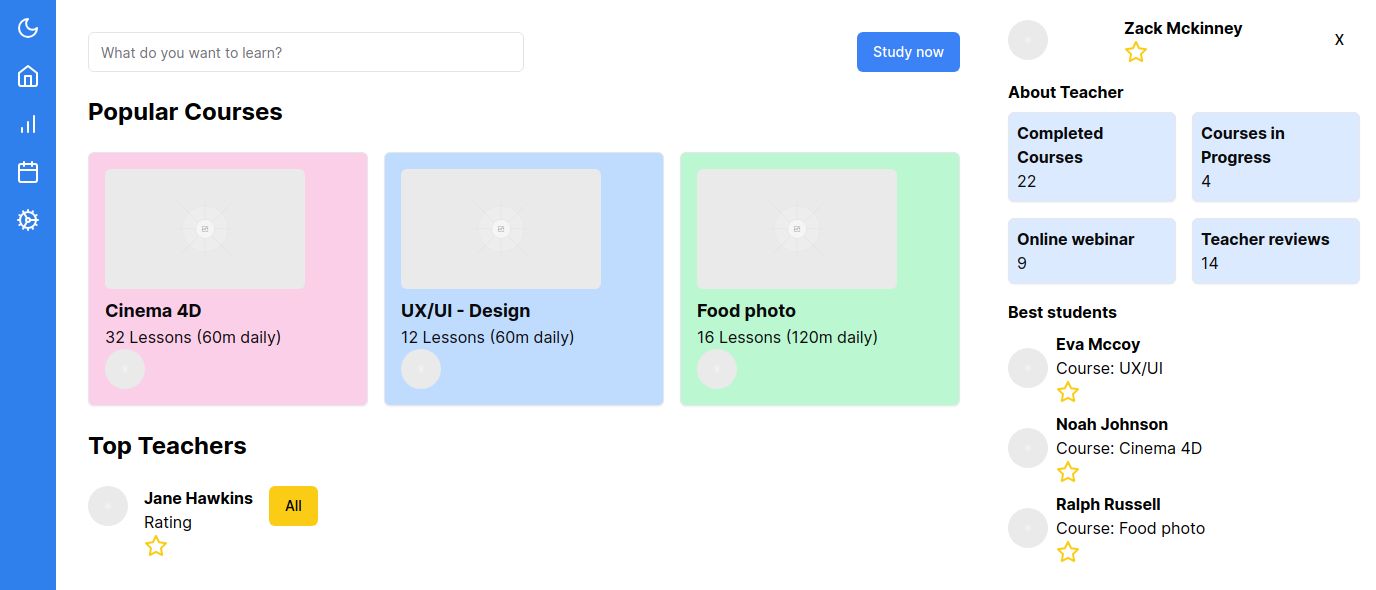 What do you want to learn?
Study now
Popular Courses
Cinema 4D
32 Lessons (60m daily)
UX/UI - Design
12 Lessons (60m daily)
Food photo
16 Lessons (120m daily)
Top Teachers
Jane Hawkins
Rating
All
Zack Mckinney
X
About Teacher
Completed
Courses
22
Courses in
Progress
4
Online webinar
9
Teacher reviews
14
Best students
Eva Mccoy
Course: UX/UI
Noah Johnson
Course: Cinema 4D
Ralph Russell
Course: Food photo